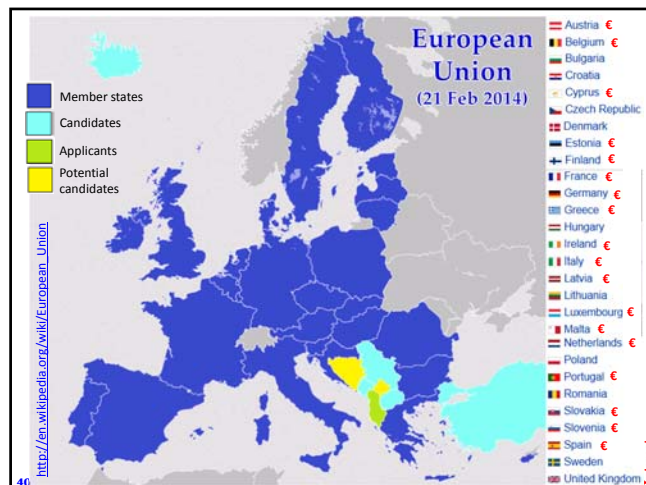 European
Union
(21 Feb 2014)
Member states
Candidates
Applicants
Potential
candidates
http://en.wikipedia.org/wiki/European_Union
Austria €
Belgium €
Bulgaria
Croatia
Cyprus €
Czech Republic
Denmark
Estonia €
Finland €
France €
Germany €
Greece €
Hungary
Ireland €
Italy €
Latvia €
Lithuania
Luxembourg €
Malta €
Netherlands €
Poland
Portugal €
Romania
Slovakia €
Slovenia €
Spain €
Sweden
United Kingdom